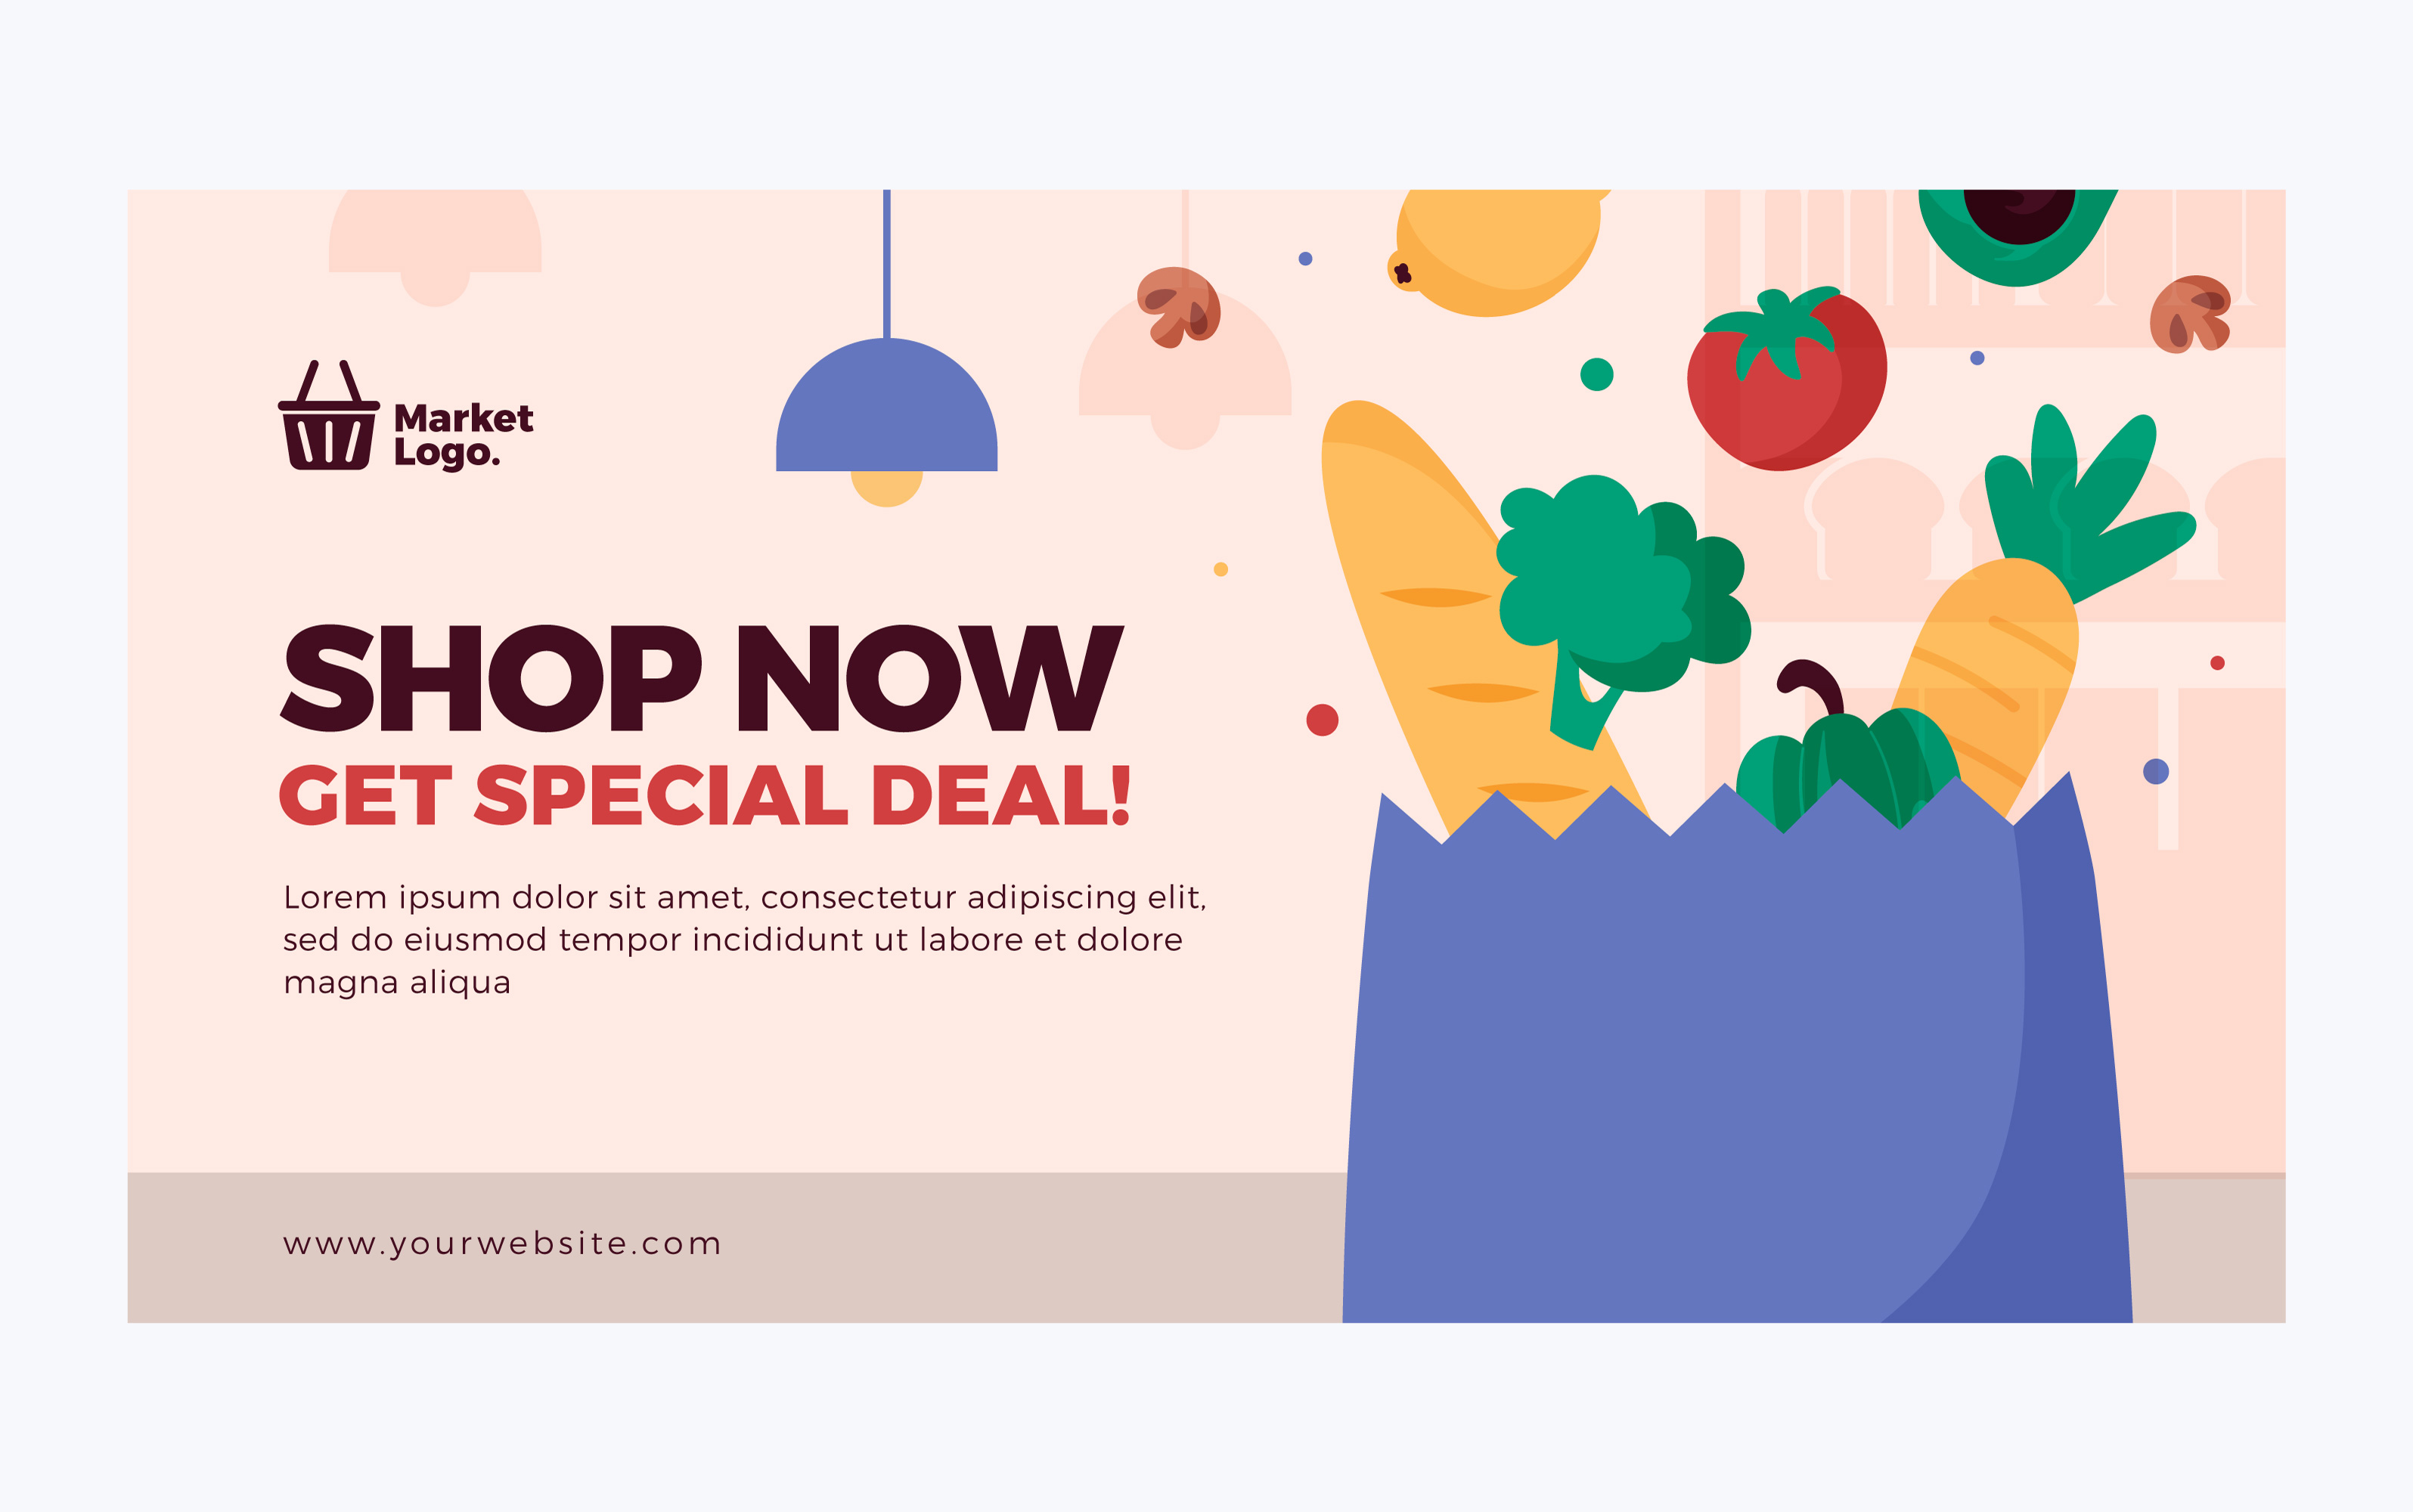 Market
Logo.
SHOP NOW
GET SPECIAL DEAL!
Lorem ipsum dolor sit amet, consectetur adipiscing elit,
sed do eiusmod tempor incididunt ut labore et dolore
magna aliqua
www.yourwebsite.com